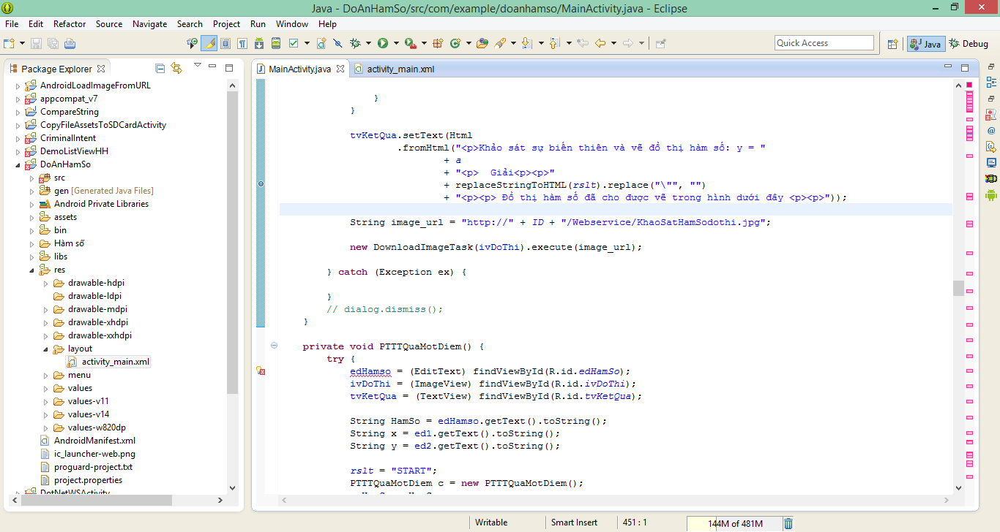 Java - DoAnHamSo/src/com/example/doanhamso/MainActivity.java - Eclipse
File Edit Refactor Source Navigate Search Project Run Window Help
Quick Access
Java
Debug
Package Explorer
AndroidLoadImageFromURL
appcompat_v7
CompareString
CopyFileAssetsToSDCardActivity
CriminalIntent
DemoListViewHH
DoAnHamSo
src
gen [Generated Java Files]
Android Private Libraries
assets
bin
Hàm số
libs
res
drawable-hdpi
drawable-ldpi
drawable-mdpi
drawable-xhdpi
drawable-xxhdpi
layout
activity_main.xml
menu
values
values-v11
values-v14
values-w820dp
AndroidManifest.xml
ic_launcher-web.png
proguard-project.txt
project.properties
DotNetWSActivity
MainActivity.java
activity_main.xml
}
}
tvKetQua.setText(Html
.fromHtml("<p>Khảo sát sự biến thiên và vẽ đồ thị hàm số: y = "
+ a
+ "<p>  Giải<p><p>"
+ replaceStringToHTML(rslt).replace("\"", "")
+ "<p><p> Đồ thị hàm số đã cho được vẽ trong hình dưới đây <p><p>"));
String image_url = "http://" + ID + "/Webservice/KhaoSatHamSodothi.jpg";
new DownloadImageTask(ivDoThi).execute(image_url);
} catch (Exception ex) {
}
// dialog.dismiss();
}
private void PTTTQuaMotDiem() {
try {
edHamso = (EditText) findViewById(R.id.edHamSo);
ivDoThi = (ImageView) findViewById(R.id.ivDoThi);
tvKetQua = (TextView) findViewById(R.id.tvKetQua);
String HamSo = edHamso.getText().toString();
String x = ed1.getText().toString();
String y = ed2.getText().toString();
rslt = "START";
PTTTQuaMotDiem c = new PTTTQuaMotDiem();
Writable
Smart Insert
451 : 1
144M of 481M